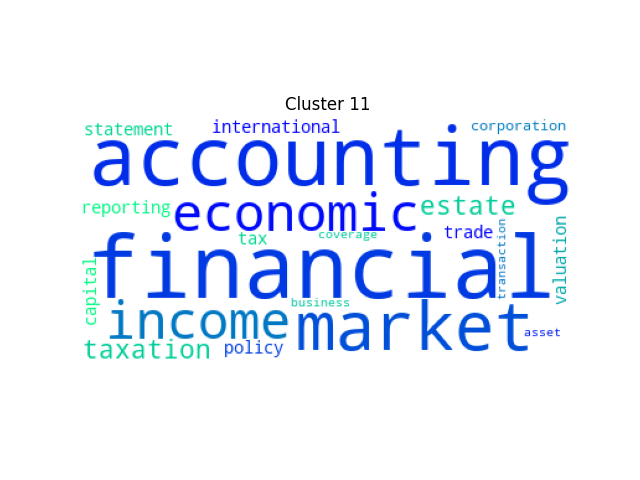 Cluster 11
statement
international
corporation
accounting
reporting
economic
estate
tax
coverage
trade
transaction
valuation
capital
financial
business
income
market
asset
taxation
policy